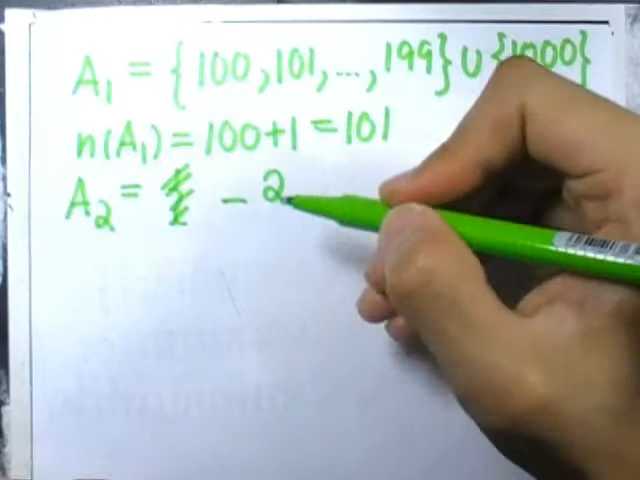 A₁ = {100, 101, ..., 199} ∪ {1000}
n(A₁) = 100+1 = 101
A₂ = – 2